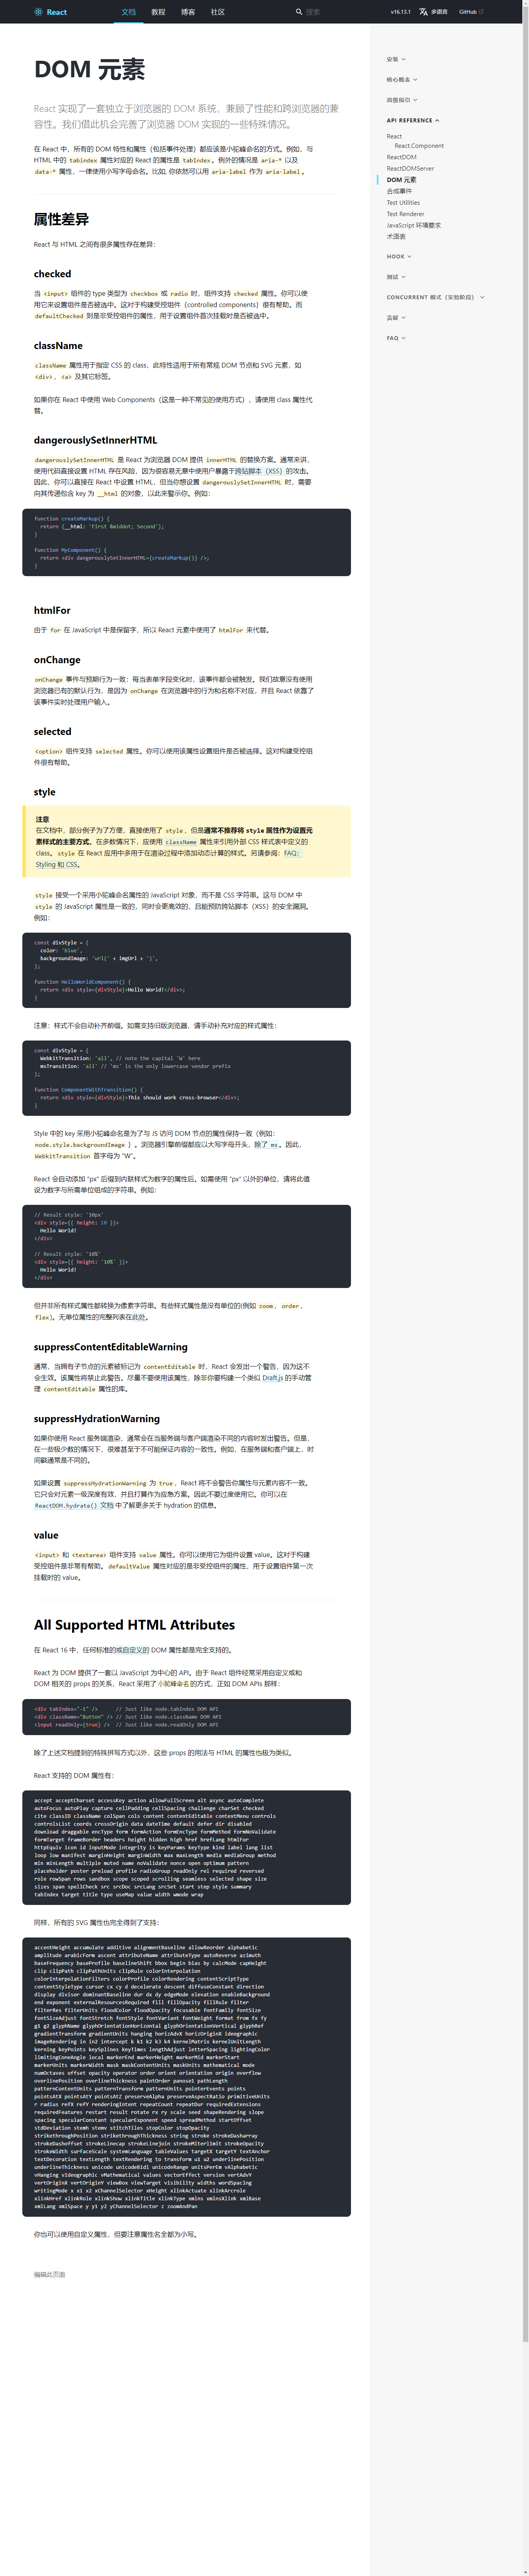 React
文档
教程
博客
社区
搜索
v16.13.1
多语言
GitHub
DOM 元素
React 实现了一套独立于浏览器的 DOM 系统，兼顾了性能和跨浏览器的兼
容性。我们借此机会完善了浏览器 DOM 实现的一些特殊情况。
在 React 中，所有的 DOM 特性和属性（包括事件处理）都应该是小驼峰命名的方式。例如，与
HTML 中的 tabindex 属性对应的 React 的属性是 tabIndex。例外的情况是 aria-* 以及
data-* 属性，一律使用小写字母命名。比如, 你依然可以用 aria-label 作为 aria-label。
属性差异
React 与 HTML 之间有很多属性存在差异：
checked
当 <input> 组件的 type 类型为 checkbox 或 radio 时，组件支持 checked 属性。你可以使
用它来设置组件是否被选中。这对于构建受控组件（controlled components）很有帮助。而
defaultChecked 则是非受控组件的属性，用于设置组件首次挂载时是否被选中。
className
className 属性用于指定 CSS 的 class，此特性适用于所有常规 DOM 节点和 SVG 元素，如
<div>，<a> 及其它标签。
如果你在 React 中使用 Web Components（这是一种不常见的使用方式），请使用 class 属性代
替。
dangerouslySetInnerHTML
dangerouslySetInnerHTML 是 React 为浏览器 DOM 提供 innerHTML 的替换方案。通常来讲，
使用代码直接设置 HTML 存在风险，因为很容易无意中使用户暴露于跨站脚本（XSS）的攻击。
因此，你可以直接在 React 中设置 HTML，但当你想设置 dangerouslySetInnerHTML 时，需要
向其传递包含 key 为 __html 的对象，以此来警示你。例如：
function createMarkup() {
return {__html: 'First &middot; Second'};
}
function MyComponent() {
return <div dangerouslySetInnerHTML={createMarkup()} />;
}
htmlFor
由于 for 在 JavaScript 中是保留字，所以 React 元素中使用了 htmlFor 来代替。
onChange
onChange 事件与预期行为一致：每当表单字段变化时，该事件都会被触发。我们故意没有使用
浏览器已有的默认行为，是因为 onChange 在浏览器中的行为和名称不对应，并且 React 依靠了
该事件实时处理用户输入。
selected
<option> 组件支持 selected 属性。你可以使用该属性设置组件是否被选择。这对构建受控组
件很有帮助。
style
注意
在文档中，部分例子为了方便，直接使用了 style，但是通常不推荐将 style 属性作为设置元
素样式的主要方式。在多数情况下，应使用 className 属性来引用外部 CSS 样式表中定义的
class。style 在 React 应用中多用于在渲染过程中添加动态计算的样式。另请参阅：FAQ：
Styling 和 CSS。
style 接受一个采用小驼峰命名属性的 JavaScript 对象，而不是 CSS 字符串。这与 DOM 中
style 的 JavaScript 属性是一致的，同时会更高效的，且能预防跨站脚本（XSS）的安全漏洞。
例如：
const divStyle = {
color: 'blue',
backgroundImage: 'url(' + imgUrl + ')',
};
function HelloWorldComponent() {
return <div style={divStyle}>Hello World!</div>;
}
注意：样式不会自动补齐前缀。如需支持旧版浏览器，请手动补充对应的样式属性：
const divStyle = {
WebkitTransition: 'all', // note the capital 'W' here
msTransition: 'all' // 'ms' is the only lowercase vendor prefix
};
function ComponentWithTransition() {
return <div style={divStyle}>This should work cross-browser</div>;
}
Style 中的 key 采用小驼峰命名是为了与 JS 访问 DOM 节点的属性保持一致（例如：
node.style.backgroundImage ）。浏览器引擎前缀都应以大写字母开头，除了 ms。因此，
WebkitTransition 首字母为 ”W”。
React 会自动添加 ”px” 后缀到内联样式为数字的属性后。如需使用 ”px” 以外的单位，请将此值
设为数字与所需单位组成的字符串。例如：
// Result style: '10px'
<div style={{ height: 10 }}>
Hello World!
</div>
// Result style: '10%'
<div style={{ height: '10%' }}>
Hello World!
</div>
但并非所有样式属性都转换为像素字符串。有些样式属性是没有单位的(例如 zoom，order，
flex)。无单位属性的完整列表在此处。
suppressContentEditableWarning
通常，当拥有子节点的元素被标记为 contentEditable 时，React 会发出一个警告，因为这不
会生效。该属性将禁止此警告。尽量不要使用该属性，除非你要构建一个类似 Draft.js 的手动管
理 contentEditable 属性的库。
suppressHydrationWarning
如果你使用 React 服务端渲染，通常会在当服务端与客户端渲染不同的内容时发出警告。但是，
在一些极少数的情况下，很难甚至于不可能保证内容的一致性。例如，在服务端和客户端上，时
间戳通常是不同的。
如果设置 suppressHydrationWarning 为 true，React 将不会警告你属性与元素内容不一致。
它只会对元素一级深度有效，并且打算作为应急方案。因此不要过度使用它。你可以在
ReactDOM.hydrate() 文档 中了解更多关于 hydration 的信息。
value
<input> 和 <textarea> 组件支持 value 属性。你可以使用它为组件设置 value。这对于构建
受控组件是非常有帮助。defaultValue 属性对应的是非受控组件的属性，用于设置组件第一次
挂载时的 value。
All Supported HTML Attributes
在 React 16 中，任何标准的或自定义的 DOM 属性都是完全支持的。
React 为 DOM 提供了一套以 JavaScript 为中心的 API。由于 React 组件经常采用自定义或和
DOM 相关的 props 的关系，React 采用了 小驼峰命名 的方式，正如 DOM APIs 那样：
<div tabIndex="-1" /> // Just like node.tabIndex DOM API
<div className="Button" /> // Just like node.className DOM API
<input readOnly={true} /> // Just like node.readOnly DOM API
除了上述文档提到的特殊拼写方式以外，这些 props 的用法与 HTML 的属性也极为类似。
React 支持的 DOM 属性有：
accept acceptCharset accessKey action allowFullScreen alt async autoComplete
autoFocus autoPlay capture cellPadding cellSpacing challenge charSet checked
cite classID className colSpan cols content contentEditable contextMenu controls
controlsList coords crossOrigin data dateTime default defer dir disabled
download draggable encType form formAction formEncType formMethod formNoValidate
formTarget frameBorder headers height hidden high href hrefLang htmlFor
httpEquiv icon id inputMode integrity is keyParams keyType kind label lang list
loop low manifest marginHeight marginWidth max maxLength media mediaGroup method
min minLength multiple muted name noValidate nonce open optimum pattern
placeholder poster preload profile radioGroup readOnly rel required reversed
role rowSpan rows sandbox scope scoped scrolling seamless selected shape size
sizes span spellCheck src srcDoc srcLang srcSet start step style summary
tabIndex target title type useMap value width wmode wrap
同样，所有的 SVG 属性也完全得到了支持：
accentHeight accumulate additive alignmentBaseline allowReorder alphabetic
amplitude arabicForm ascent attributeName attributeType autoReverse azimuth
baseFrequency baseProfile baselineShift bbox begin bias by calcMode capHeight
clip clipPath clipPathUnits clipRule colorInterpolation
colorInterpolationFilters colorProfile colorRendering contentScriptType
contentStyleType cursor cx cy d decelerate descent diffuseConstant direction
display divisor dominantBaseline dur dx dy edgeMode elevation enableBackground
end exponent externalResourcesRequired fill fillOpacity fillRule filter
filterRes filterUnits floodColor floodOpacity focusable fontFamily fontSize
fontSizeAdjust fontStretch fontStyle fontVariant fontWeight format from fx fy
g1 g2 glyphName glyphOrientationHorizontal glyphOrientationVertical glyphRef
gradientTransform gradientUnits hanging horizAdvX horizOriginX ideographic
imageRendering in in2 intercept k k1 k2 k3 k4 kernelMatrix kernelUnitLength
kerning keyPoints keySplines keyTimes lengthAdjust letterSpacing lightingColor
limitingConeAngle local markerEnd markerHeight markerMid markerStart
markerUnits markerWidth mask maskContentUnits maskUnits mathematical mode
numOctaves offset opacity operator order orient orientation origin overflow
overlinePosition overlineThickness paintOrder panose1 pathLength
patternContentUnits patternTransform patternUnits pointerEvents points
pointsAtX pointsAtY pointsAtZ preserveAlpha preserveAspectRatio primitiveUnits
r radius refX refY renderingIntent repeatCount repeatDur requiredExtensions
requiredFeatures restart result rotate rx ry scale seed shapeRendering slope
spacing specularConstant specularExponent speed spreadMethod startOffset
stdDeviation stemh stemv stitchTiles stopColor stopOpacity
strikethroughPosition strikethroughThickness string stroke strokeDasharray
strokeDashoffset strokeLinecap strokeLinejoin strokeMiterlimit strokeOpacity
strokeWidth surfaceScale systemLanguage tableValues targetX targetY textAnchor
textDecoration textLength textRendering to transform u1 u2 underlinePosition
underlineThickness unicode unicodeBidi unicodeRange unitsPerEm vAlphabetic
vHanging vIdeographic vMathematical values vectorEffect version vertAdvY
vertOriginX vertOriginY viewBox viewTarget visibility widths wordSpacing
writingMode x x1 x2 xChannelSelector xHeight xlinkActuate xlinkArcrole
xlinkHref xlinkRole xlinkShow xlinkTitle xlinkType xmlns xmlnsXlink xmlBase
xmlLang xmlSpace y y1 y2 yChannelSelector z zoomAndPan
你也可以使用自定义属性，但要注意属性名全都为小写。
编辑此页面
安装
核心概念
高级指引
API REFERENCE
React
React.Component
ReactDOM
ReactDOMServer
DOM 元素
合成事件
Test Utilities
Test Renderer
JavaScript 环境要求
术语表
HOOK
测试
CONCURRENT 模式（实验阶段）
贡献
FAQ